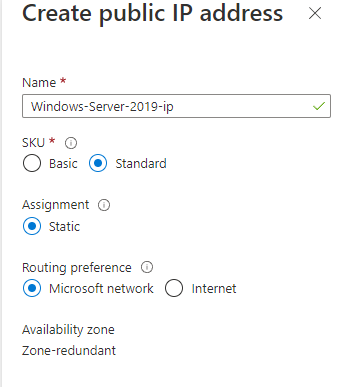 Create public IP address
Name *
Windows-Server-2019-ip
SKU *
Basic Standard
Assignment
Static
Routing preference
Microsoft network Internet
Availability zone
Zone-redundant